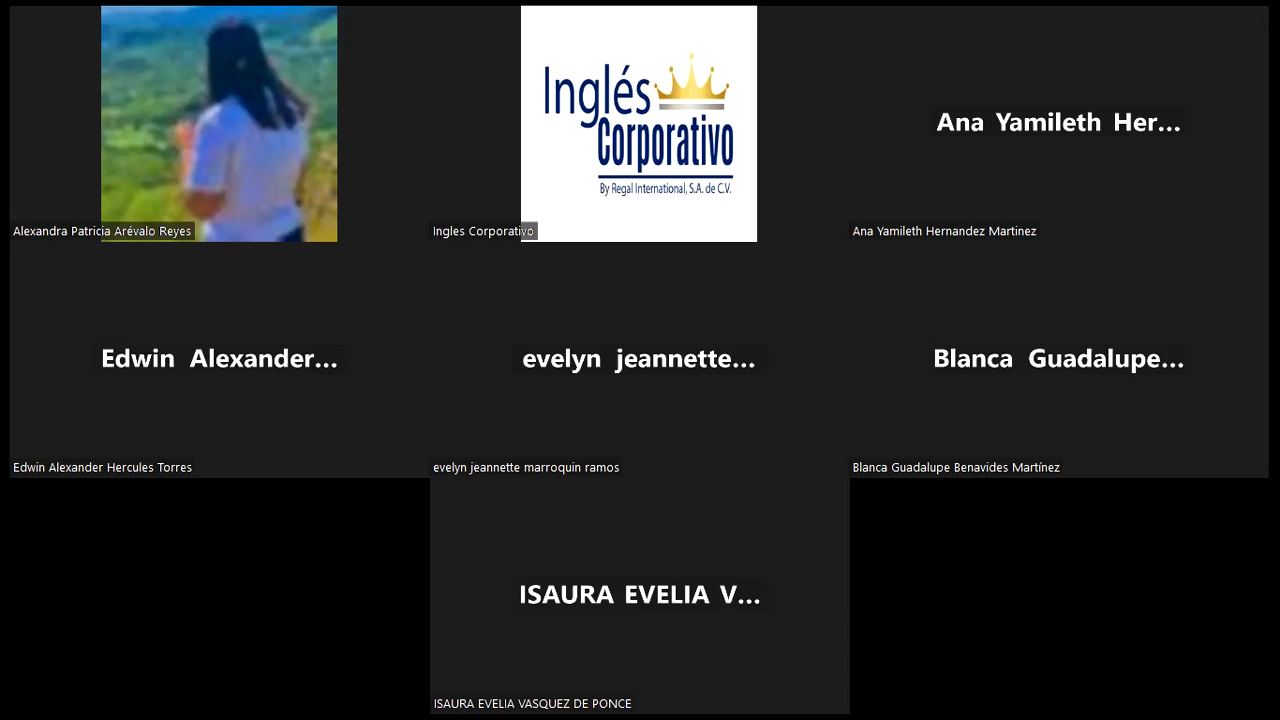 Inglés
Corporativo
By Regal International, S.A. de C.V.
Ana Yamileth Her...
Alexandra Patricia Arévalo Reyes
Ingles Corporativo
Ana Yamileth Hernandez Martinez
Edwin Alexander...
evelyn jeannette...
Blanca Guadalupe...
Edwin Alexander Hercules Torres
evelyn jeannette marroquin ramos
Blanca Guadalupe Benavides Martínez
ISAURA EVELIA V...
ISAURA EVELIA VASQUEZ DE PONCE